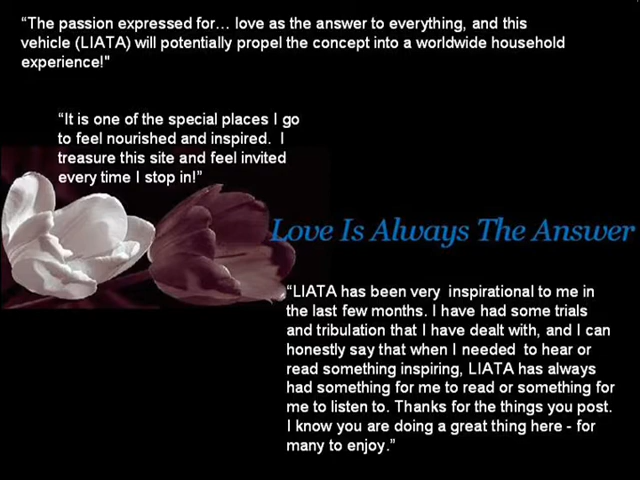 “The passion expressed for... love as the answer to everything, and this
vehicle (LIATA) will potentially propel the concept into a worldwide household
experience!"
“It is one of the special places I go
to feel nourished and inspired.  I
treasure this site and feel invited
every time I stop in!”
Love Is Always The Answer
“LIATA has been very  inspirational to me in
the last few months. I have had some trials
and tribulation that I have dealt with, and I can
honestly say that when I needed  to hear or
read something inspiring, LIATA has always
had something for me to read or something for
me to listen to. Thanks for the things you post.
I know you are doing a great thing here - for
many to enjoy.”